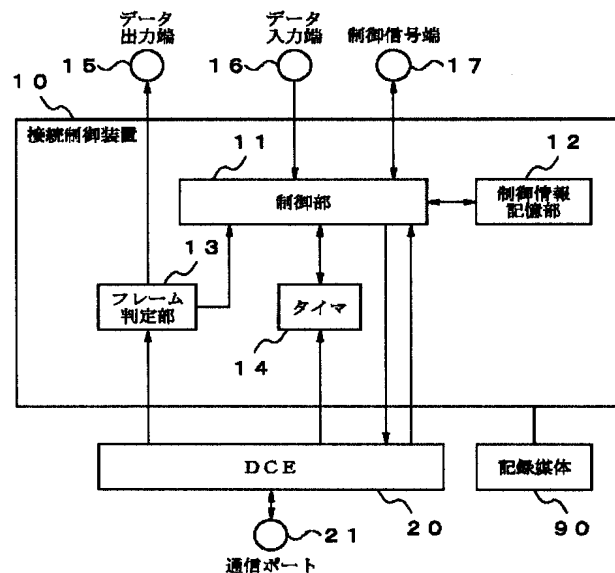 データ
出力端
データ
入力端
制御信号端
15
16
17
10
接続制御装置
11
12
制御部
制御情報
記憶部
13
フレーム
判定部
タイマ
14
DCE
記録媒体
20
90
21
通信ポート